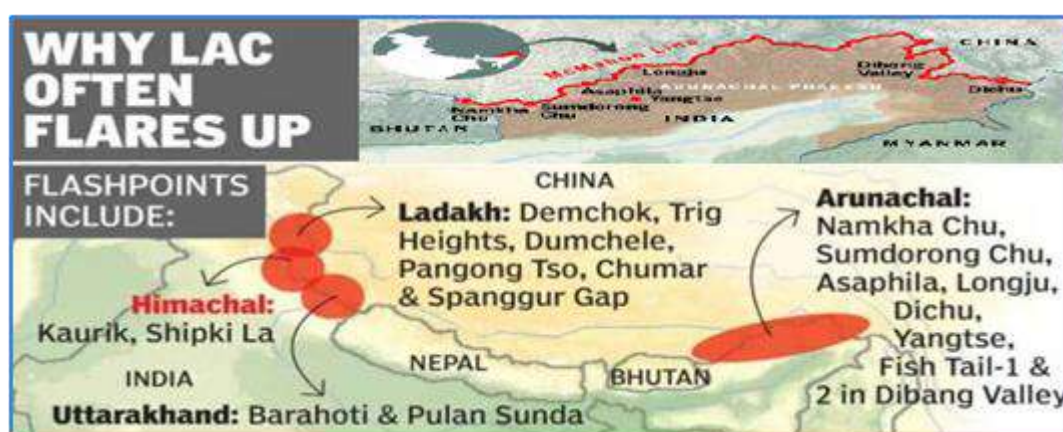 WHY LAC
OFTEN
FLARES UP
McMahon Line
CHINA
Longju
Dibang
Valley
Asaphila
Yangtse
ARUNACHAL PRADESH
Dichu
Namkha
Chu
Sumdorong
Chu
INDIA
BHUTAN
MYANMAR
FLASHPOINTS
INCLUDE:
CHINA
Ladakh: Demchok, Trig
Heights, Dumchele,
Pangong Tso, Chumar
& Spanggur Gap
Arunachal:
Namkha Chu,
Sumdorong Chu,
Asaphila, Longju,
Dichu,
Yangtse,
Fish Tail-1 &
2 in Dibang Valley
Himachal:
Kaurik, Shipki La
INDIA
NEPAL
BHUTAN
Uttarakhand: Barahoti & Pulan Sunda